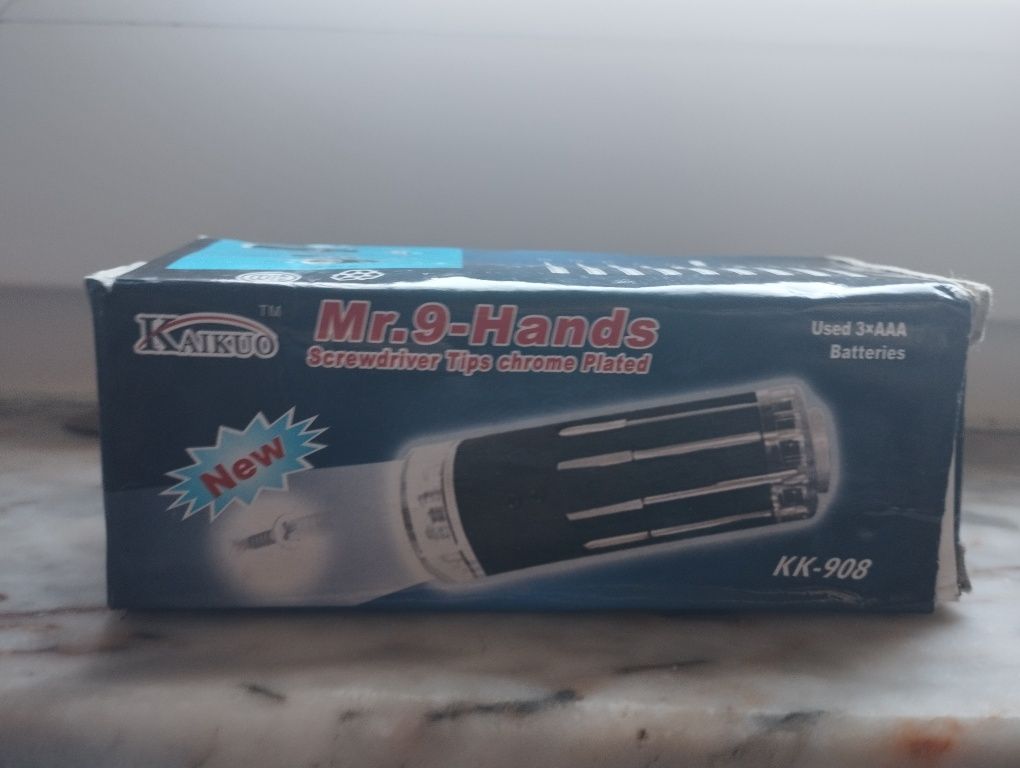 KAIKUO
TM
Mr.9-Hands
Screwdriver Tips chrome Plated
Used 3×AAA
Batteries
New
KK-908